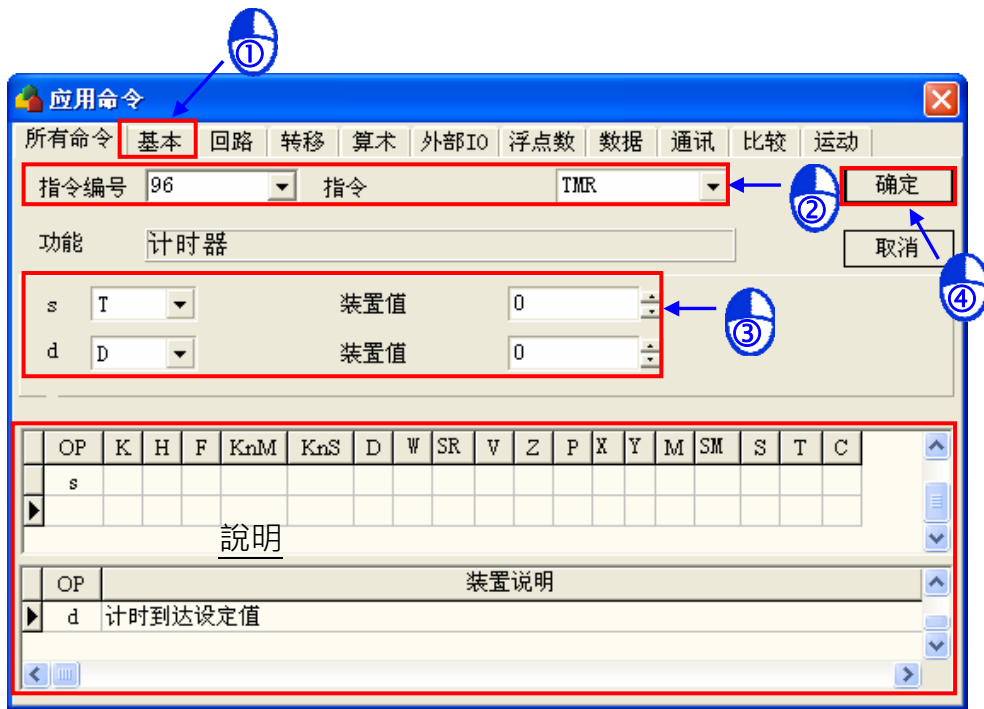 ①
应用命令
所有命令 基本 回路 转移 算术 外部IO 浮点数 数据 通讯 比较 运动
指令编号 96 指令 TMR 确定
②
功能 计时器 取消
④
s T 装置值 0
③
d D 装置值 0
OP K H F KnM KnS D W SR V Z P X Y M SM S T C
s
說明
OP 装置说明
d 计时到达设定值